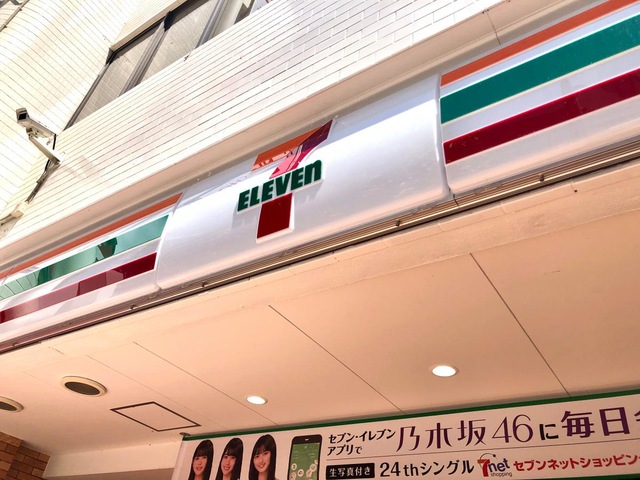 7
ELEVEn
セブン-イレブン
アプリで
乃木坂46に毎日
生写真付き
24thシングル
7net
shopping
セブンネットショッピン